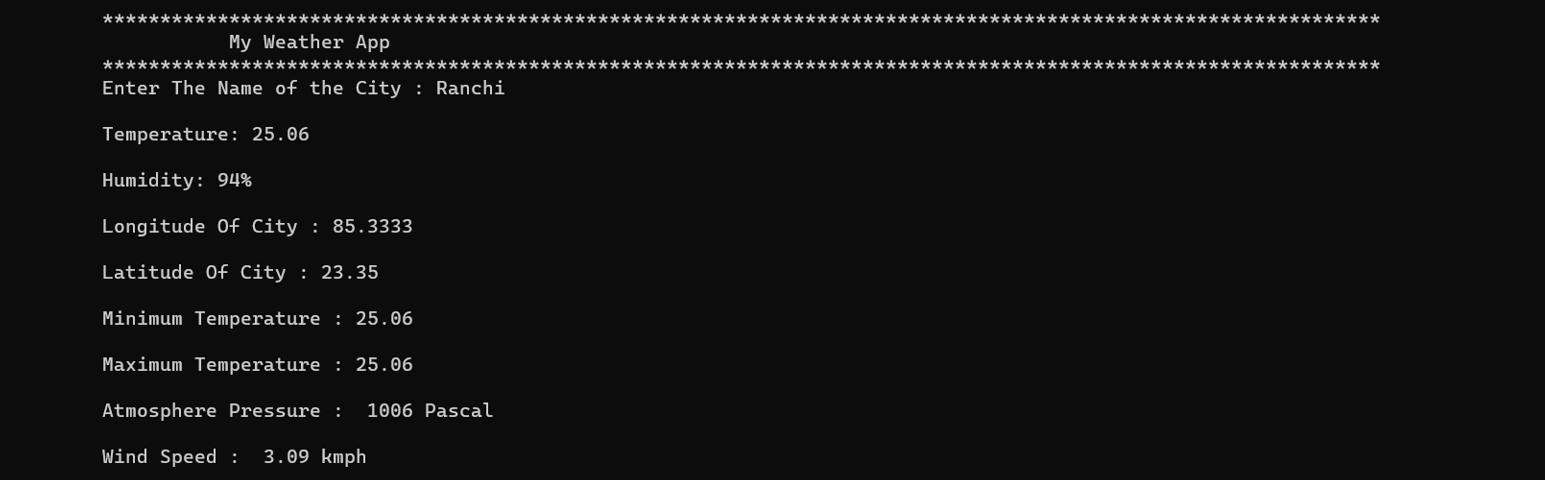 ***************************************************************************************************************
My Weather App
***************************************************************************************************************
Enter The Name of the City : Ranchi
Temperature: 25.06
Humidity: 94%
Longitude Of City : 85.3333
Latitude Of City : 23.35
Minimum Temperature : 25.06
Maximum Temperature : 25.06
Atmosphere Pressure :  1006 Pascal
Wind Speed :  3.09 kmph